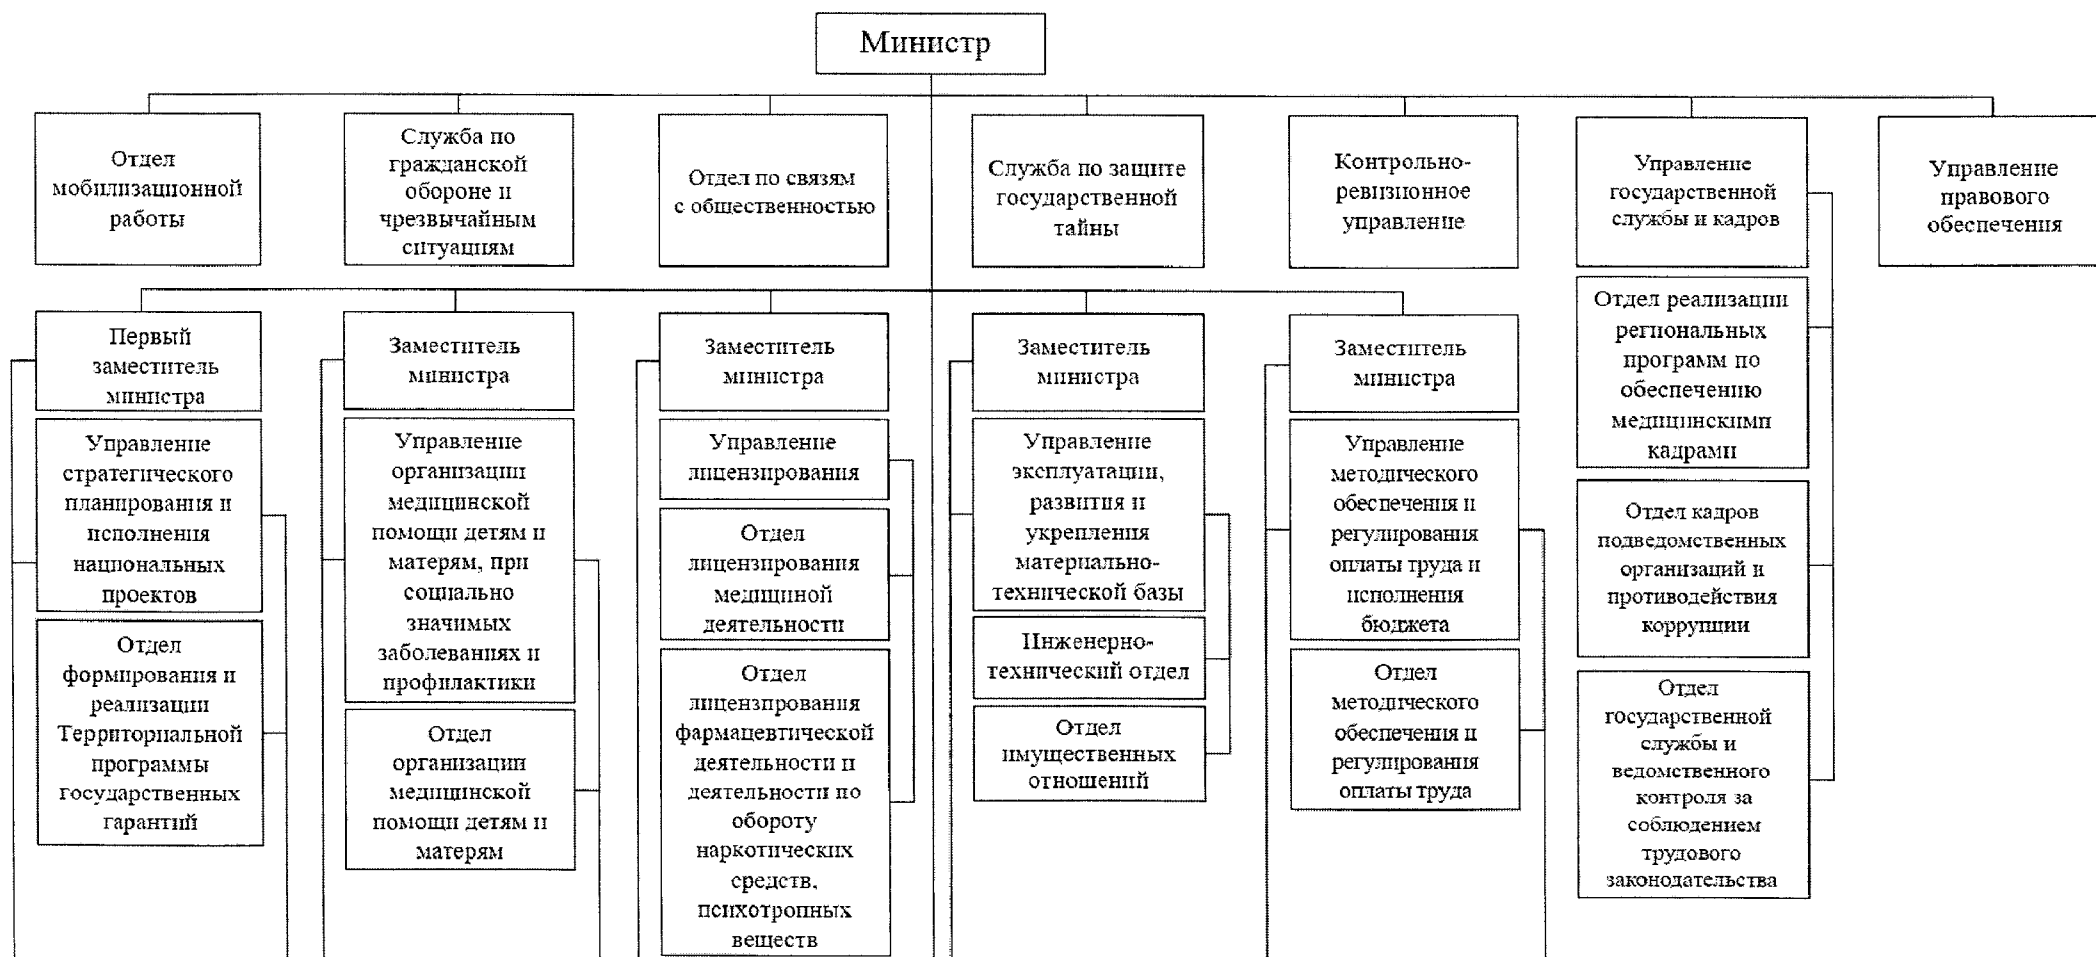 Министр
Отдел
мобилизационной
работы
Служба по
гражданской
обороне и
чрезвычайным
ситуациям
Отдел по связям
с общественностью
Служба по защите
государственной
тайны
Контрольно-
ревизионное
управление
Управление
государственной
службы и кадров
Управление
правового
обеспечения
Первый
заместитель
министра
Заместитель
министра
Заместитель
министра
Заместитель
министра
Заместитель
министра
Отдел реализации
региональных
программ по
обеспечению
медицинскими
кадрами
Управление
стратегического
планирования и
исполнения
национальных
проектов
Управление
организации
медицинской
помощи детям и
матерям, при
социально
значимых
заболеваниях и
профилактики
Управление
лицензирования
Отдел
лицензирования
медициной
деятельности
Управление
эксплуатации,
развития и
укрепления
материально-
технической базы
Управление
методического
обеспечения и
регулирования
оплаты труда и
исполнения
бюджета
Отдел кадров
подведомственных
организаций и
противодействия
коррупции
Отдел
формирования и
реализации
Территориальной
программы
государственных
гарантий
Отдел
организации
медицинской
помощи детям и
матерям
Отдел
лицензирования
фармацевтической
деятельности и
деятельности по
обороту
наркотических
средств,
психотропных
веществ
Инженерно-
технический отдел
Отдел
имущественных
отношений
Отдел
методического
обеспечения и
регулирования
оплаты труда
Отдел
государственной
службы и
ведомственного
контроля за
соблюдением
трудового
законодательства